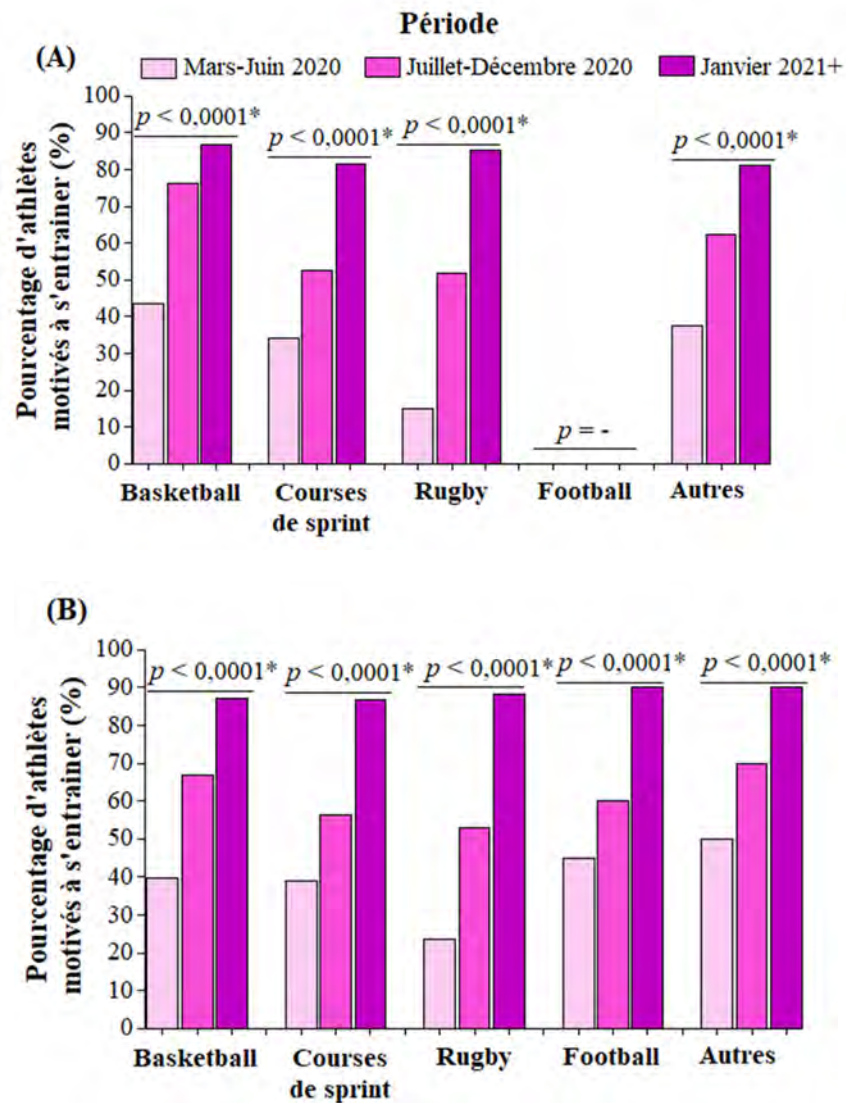 Période
(A)
Mars-Juin 2020 Juillet-Décembre 2020 Janvier 2021+
Pourcentage d'athlètes
motivés à s'entrainer (%)
100
90
80
70
60
50
40
30
20
10
0
p < 0,0001* p < 0,0001* p < 0,0001* p = - p < 0,0001*
Basketball Courses Rugby Football Autres
de sprint
(B)
Pourcentage d'athlètes
motivés à s'entrainer (%)
100
90
80
70
60
50
40
30
20
10
0
p < 0,0001* p < 0,0001* p < 0,0001* p < 0,0001* p < 0,0001*
Basketball Courses Rugby Football Autres
de sprint